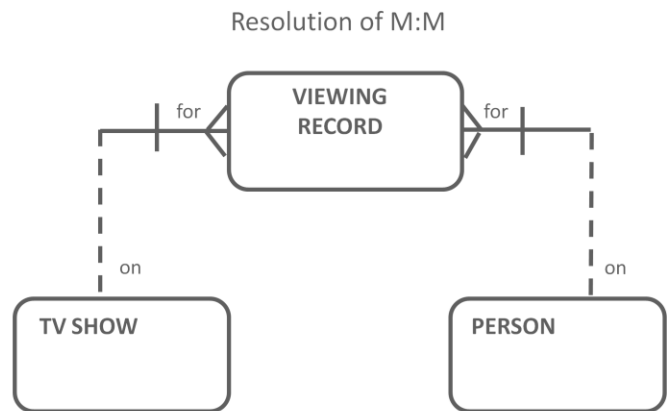 Resolution of M:M
VIEWING
RECORD
for
for
on
on
TV SHOW
PERSON